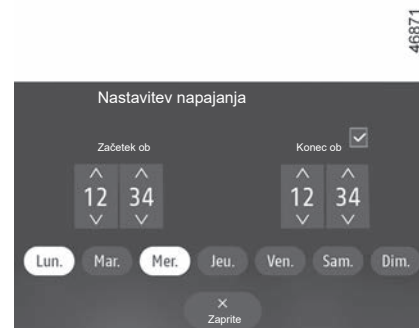 46871
Nastavitev napajanja
Začetek ob
Konec ob
12 34
12 34
Lun. Mar. Mer. Jeu. Ven. Sam. Dim.
Zaprite